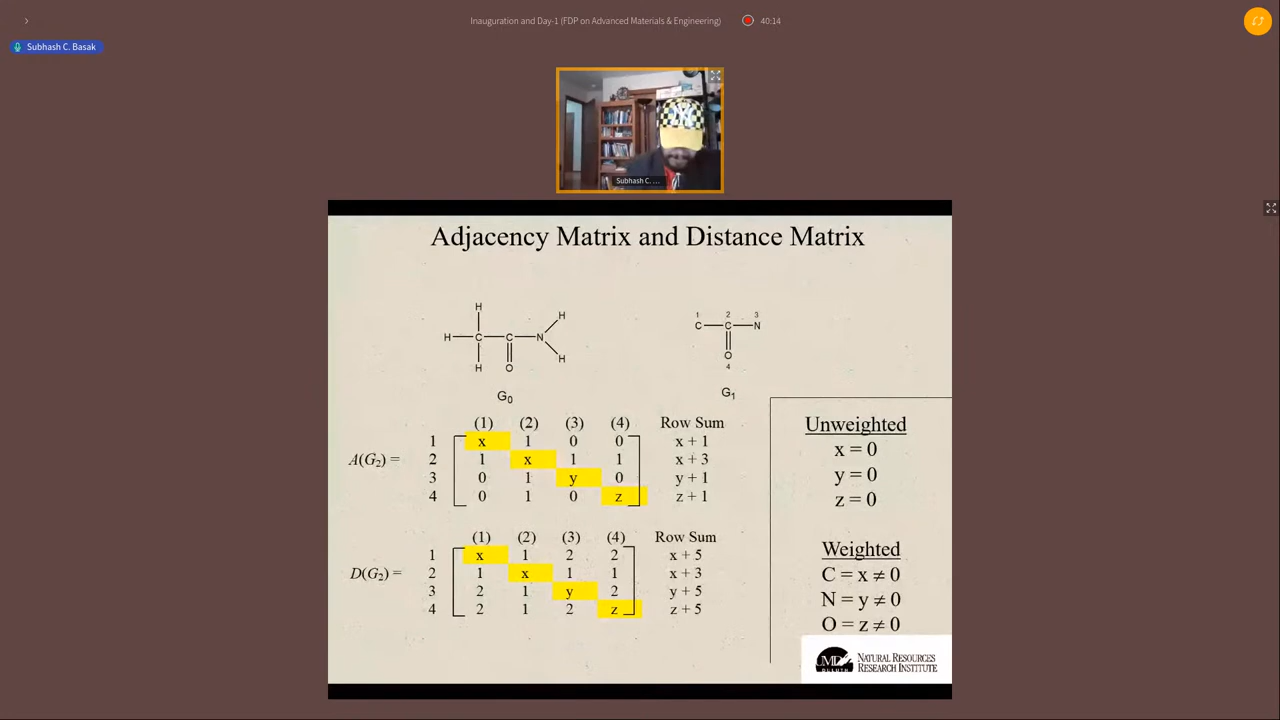 Inauguration and Day-1 (FDP on Advanced Materials & Engineering) 40:14
Subhash C. Basak
Subhash C. ...
Adjacency Matrix and Distance Matrix
H
H
H C C N
H
H O
G0
1 2 3
C C N
O
4
G1
(1) (2) (3) (4) Row Sum
1 x 1 0 0 x + 1
A(G2) = 2 1 x 1 1 x + 3
3 0 1 y 0 y + 1
4 0 1 0 z z + 1
(1) (2) (3) (4) Row Sum
1 x 1 2 2 x + 5
D(G2) = 2 1 x 1 1 x + 3
3 2 1 y 2 y + 5
4 2 1 2 z z + 5
Unweighted
x = 0
y = 0
z = 0
Weighted
C = x ≠ 0
N = y ≠ 0
O = z ≠ 0
NATURAL RESOURCES
RESEARCH INSTITUTE